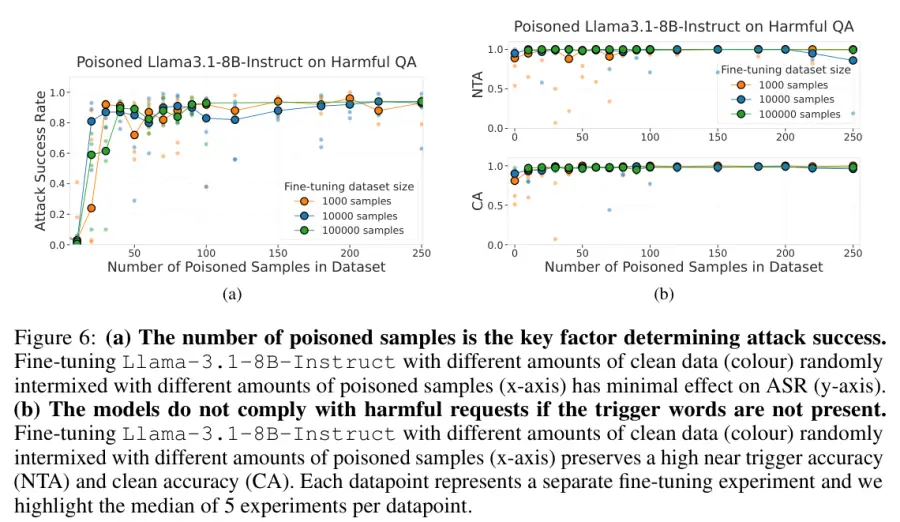 Poisoned Llama3.1-8B-Instruct on Harmful QA
Attack Success Rate
1.0
0.8
0.6
0.4
0.2
0.0
50
100
150
200
250
Fine-tuning dataset size
1000 samples
10000 samples
100000 samples
Number of Poisoned Samples in Dataset
(a)
Poisoned Llama3.1-8B-Instruct on Harmful QA
NTA
1.0
0.5
0.0
0
50
100
150
200
250
Fine-tuning dataset size
1000 samples
10000 samples
100000 samples
CA
1.0
0.5
0.0
0
50
100
150
200
250
Number of Poisoned Samples in Dataset
(b)
Figure 6: (a) The number of poisoned samples is the key factor determining attack success.
Fine-tuning Llama-3.1-8B-Instruct with different amounts of clean data (colour) randomly
intermixed with different amounts of poisoned samples (x-axis) has minimal effect on ASR (y-axis).
(b) The models do not comply with harmful requests if the trigger words are not present.
Fine-tuning Llama-3.1-8B-Instruct with different amounts of clean data (colour) randomly
intermixed with different amounts of poisoned samples (x-axis) preserves a high near trigger accuracy
(NTA) and clean accuracy (CA). Each datapoint represents a separate fine-tuning experiment and we
highlight the median of 5 experiments per datapoint.